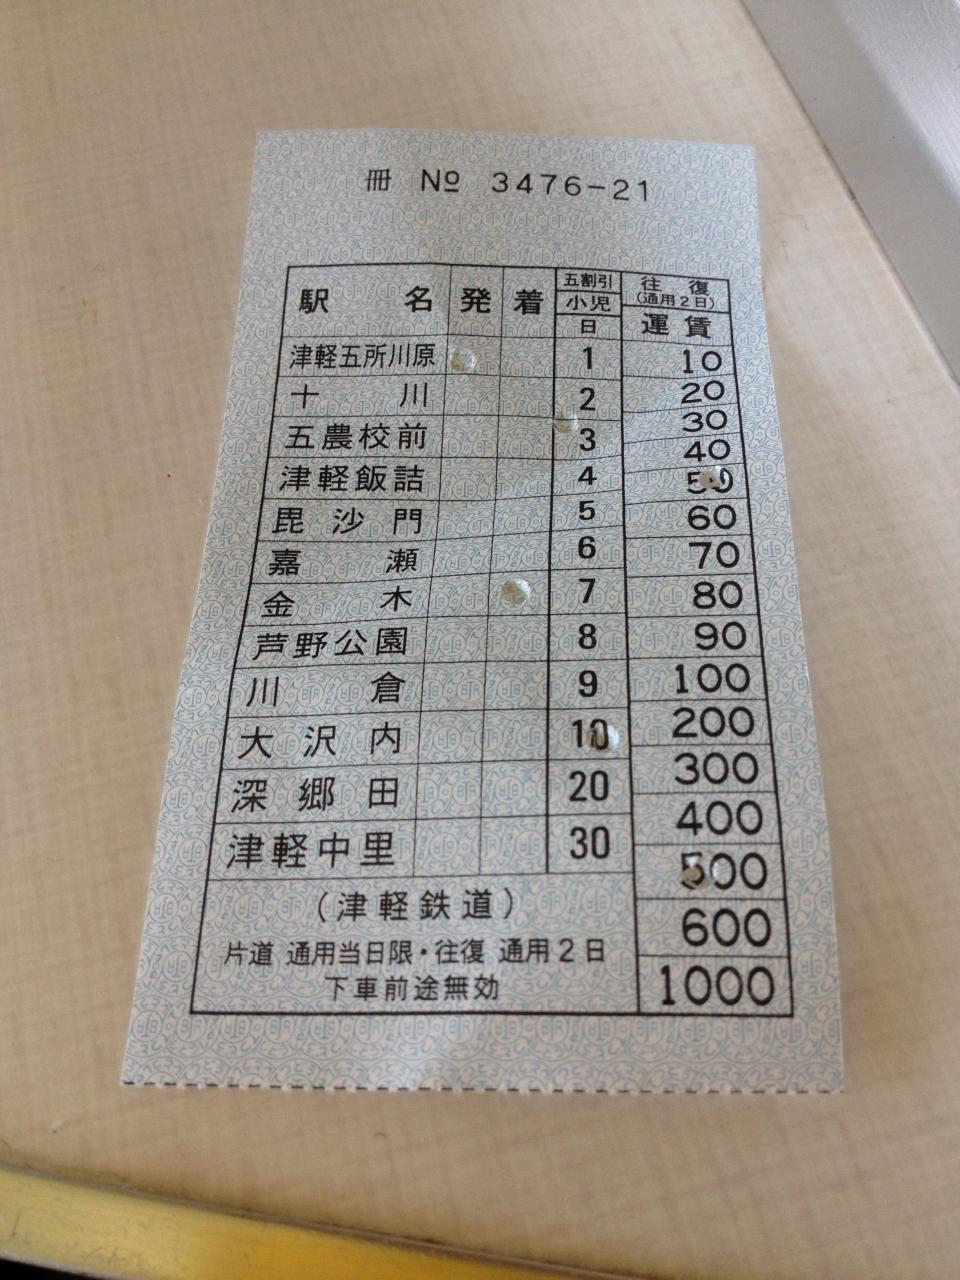 冊 № 3476-21
駅名 発 着 五割引 小児 日 往復 (通用2日) 運賃
津軽五所川原 1 10
十川 2 20
30
五農校前 3 40
津軽飯詰 4 50
毘沙門 5 60
嘉瀬 6 70
金木 7 80
芦野公園 8 90
川倉 9 100
大沢内 10 200
深郷田 20 300
津軽中里 30 400
500
600
1000
(津軽鉄道)
片道 通用当日限・往復 通用2日
下車前途無効